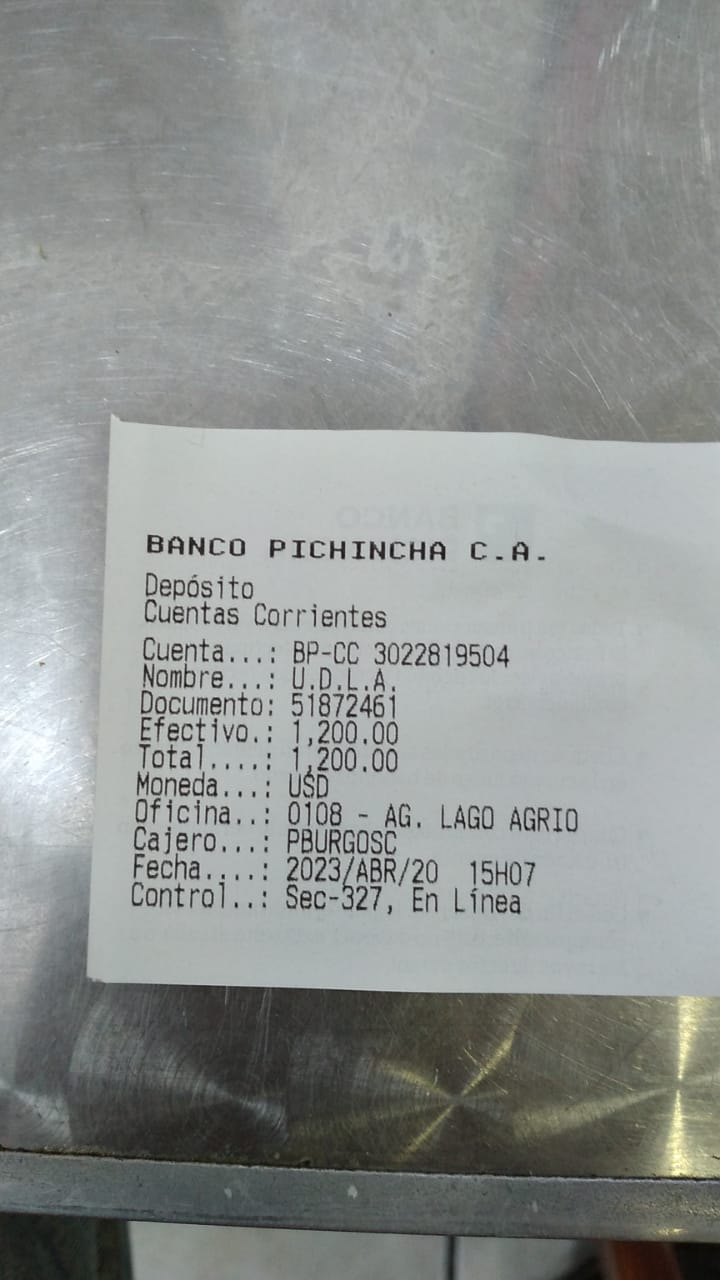 BANCO PICHINCHA C.A.
Depósito
Cuentas Corrientes
Cuenta...: BP-CC 3022819504
Nombre...: U.D.L.A.
Documento: 51872461
Efectivo.: 1,200.00
Total....: 1,200.00
Moneda...: USD
Oficina..: 0108 - AG. LAGO AGRIO
Cajero...: PBURGOSC
Fecha....: 2023/ABR/20  15H07
Control..: Sec-327, En Línea